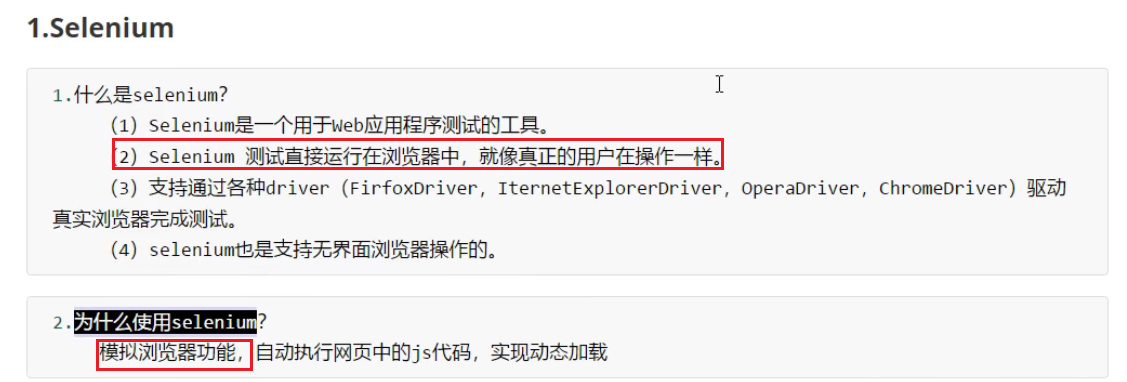 1.Selenium
1.什么是selenium?
(1) Selenium是一个用于Web应用程序测试的工具。
(2) Selenium 测试直接运行在浏览器中，就像真正的用户在操作一样。
(3) 支持通过各种driver（FirfoxDriver，IternetExplorerDriver，OperaDriver，ChromeDriver）驱动
真实浏览器完成测试。
(4) selenium也是支持无界面浏览器操作的。
2.为什么使用selenium?
模拟浏览器功能，自动执行网页中的js代码，实现动态加载